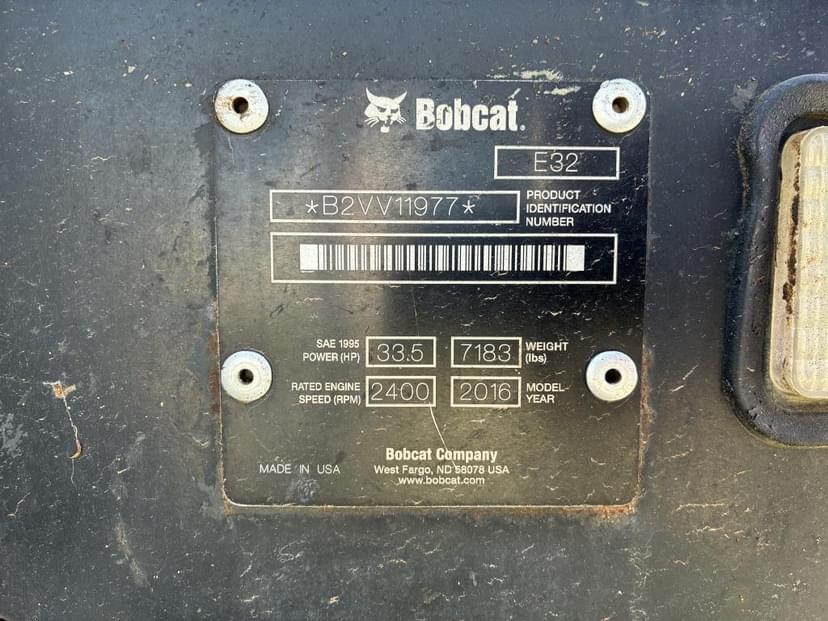 Bobcat.
E32
*B2VV11977*
PRODUCT
IDENTIFICATION
NUMBER
SAE 1995
POWER (HP)
33.5
7183
WEIGHT
(lbs)
RATED ENGINE
SPEED (RPM)
2400
2016
MODEL
YEAR
Bobcat Company
MADE IN USA
West Fargo, ND 58078 USA
www.bobcat.com